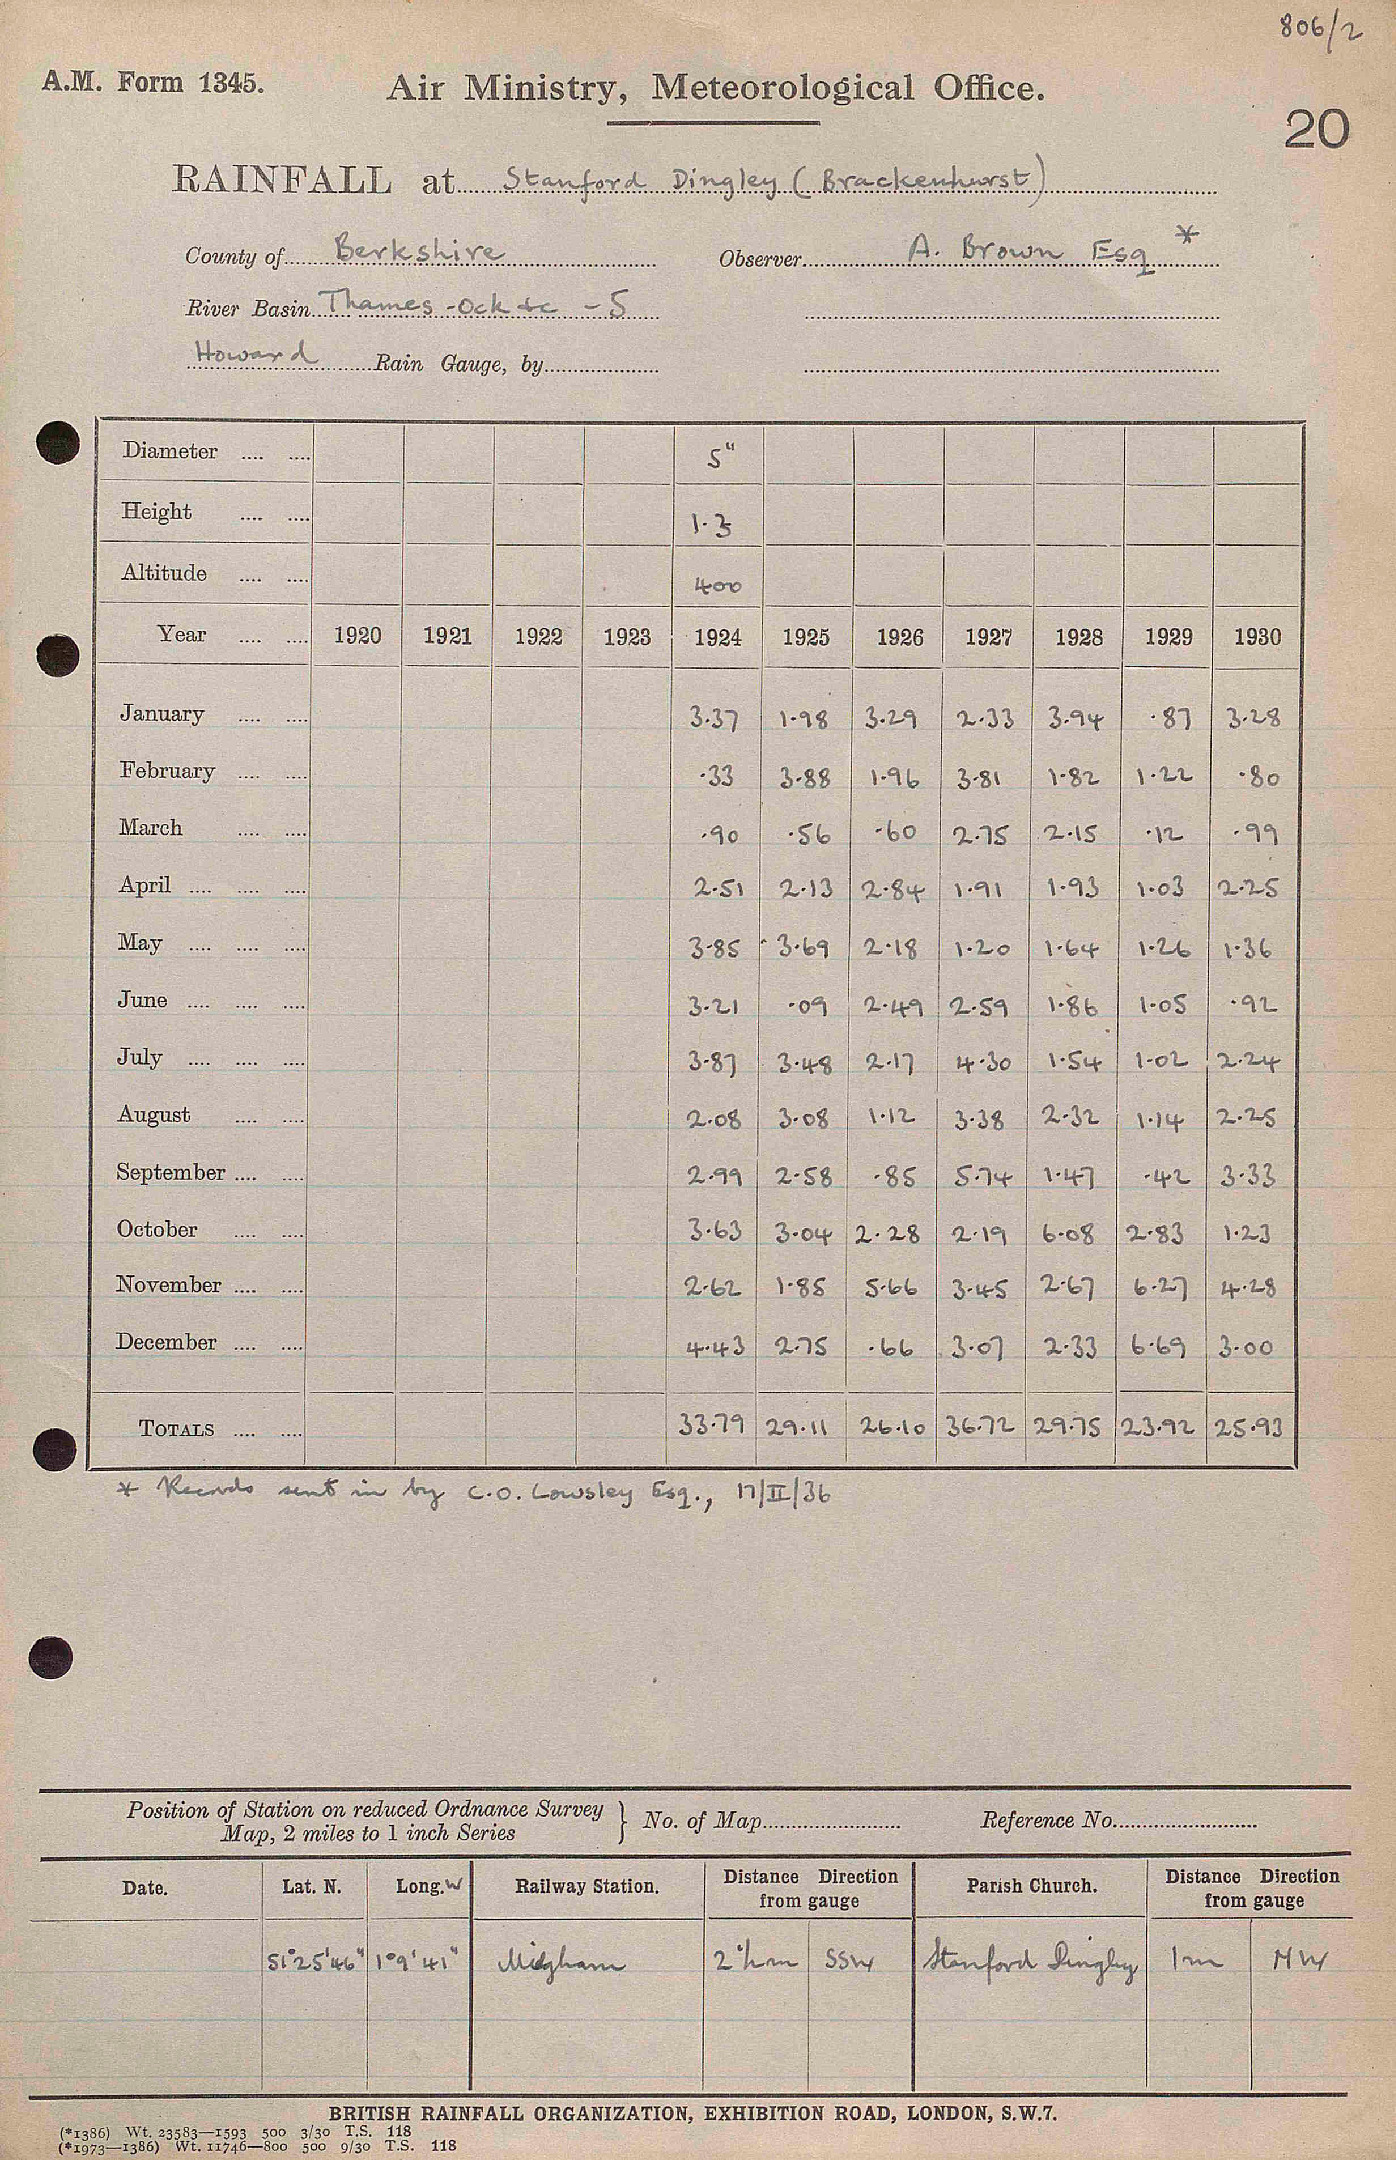 806/2
A.M. Form 1345. Air Ministry, Meteorological Office.
20
RAINFALL at Stanford Dingley (Brackenhurst)
County of Berkshire Observer A. Brown Esq *
River Basin Thames - Ock &c - S
Howard Rain Gauge, by
Diameter .... .... 5"
Height .... .... 1.3
Altitude .... .... 400
Year .... .... 1920 1921 1922 1923 1924 1925 1926 1927 1928 1929 1930
January .... .... 3.37 1.98 3.29 2.33 3.94 .87 3.28
February .... .... .33 3.88 1.96 3.81 1.82 1.22 .80
March .... .... .90 .56 .60 2.75 2.15 .12 .99
April .... .... .... 2.51 2.13 2.84 1.91 1.93 1.03 2.25
May .... .... .... 3.85 3.69 2.18 1.20 1.64 1.26 1.36
June .... .... .... 3.21 .09 2.49 2.59 1.86 1.05 .92
July .... .... .... 3.87 3.48 2.17 4.30 1.54 1.02 2.24
August .... .... 2.08 3.08 1.12 3.38 2.32 1.14 2.25
September .... .... 2.99 2.58 .85 5.74 1.47 .42 3.33
October .... .... 3.63 3.04 2.28 2.19 6.08 2.83 1.23
November .... .... 2.62 1.85 5.66 3.45 2.67 6.27 4.28
December .... .... 4.43 2.75 .66 3.07 2.33 6.69 3.00
TOTALS .... .... 33.79 29.11 26.10 36.72 29.75 23.92 25.93
* Records sent in by C.O. Lowsley Esq., 17/II/36
Position of Station on reduced Ordnance Survey
Map, 2 miles to 1 inch Series } No. of Map Reference No.
Date. Lat. N. Long. W Railway Station. Distance Direction from gauge Parish Church. Distance Direction from gauge
51°25'46" 1°9'41" Midgham 2½m SSW Stanford Dingley 1m NW
BRITISH RAINFALL ORGANIZATION, EXHIBITION ROAD, LONDON, S.W.7.
(*1386) Wt. 23583—1593 500 3/30 T.S. 118
(*1973—1386) Wt. 11746—800 500 9/30 T.S. 118